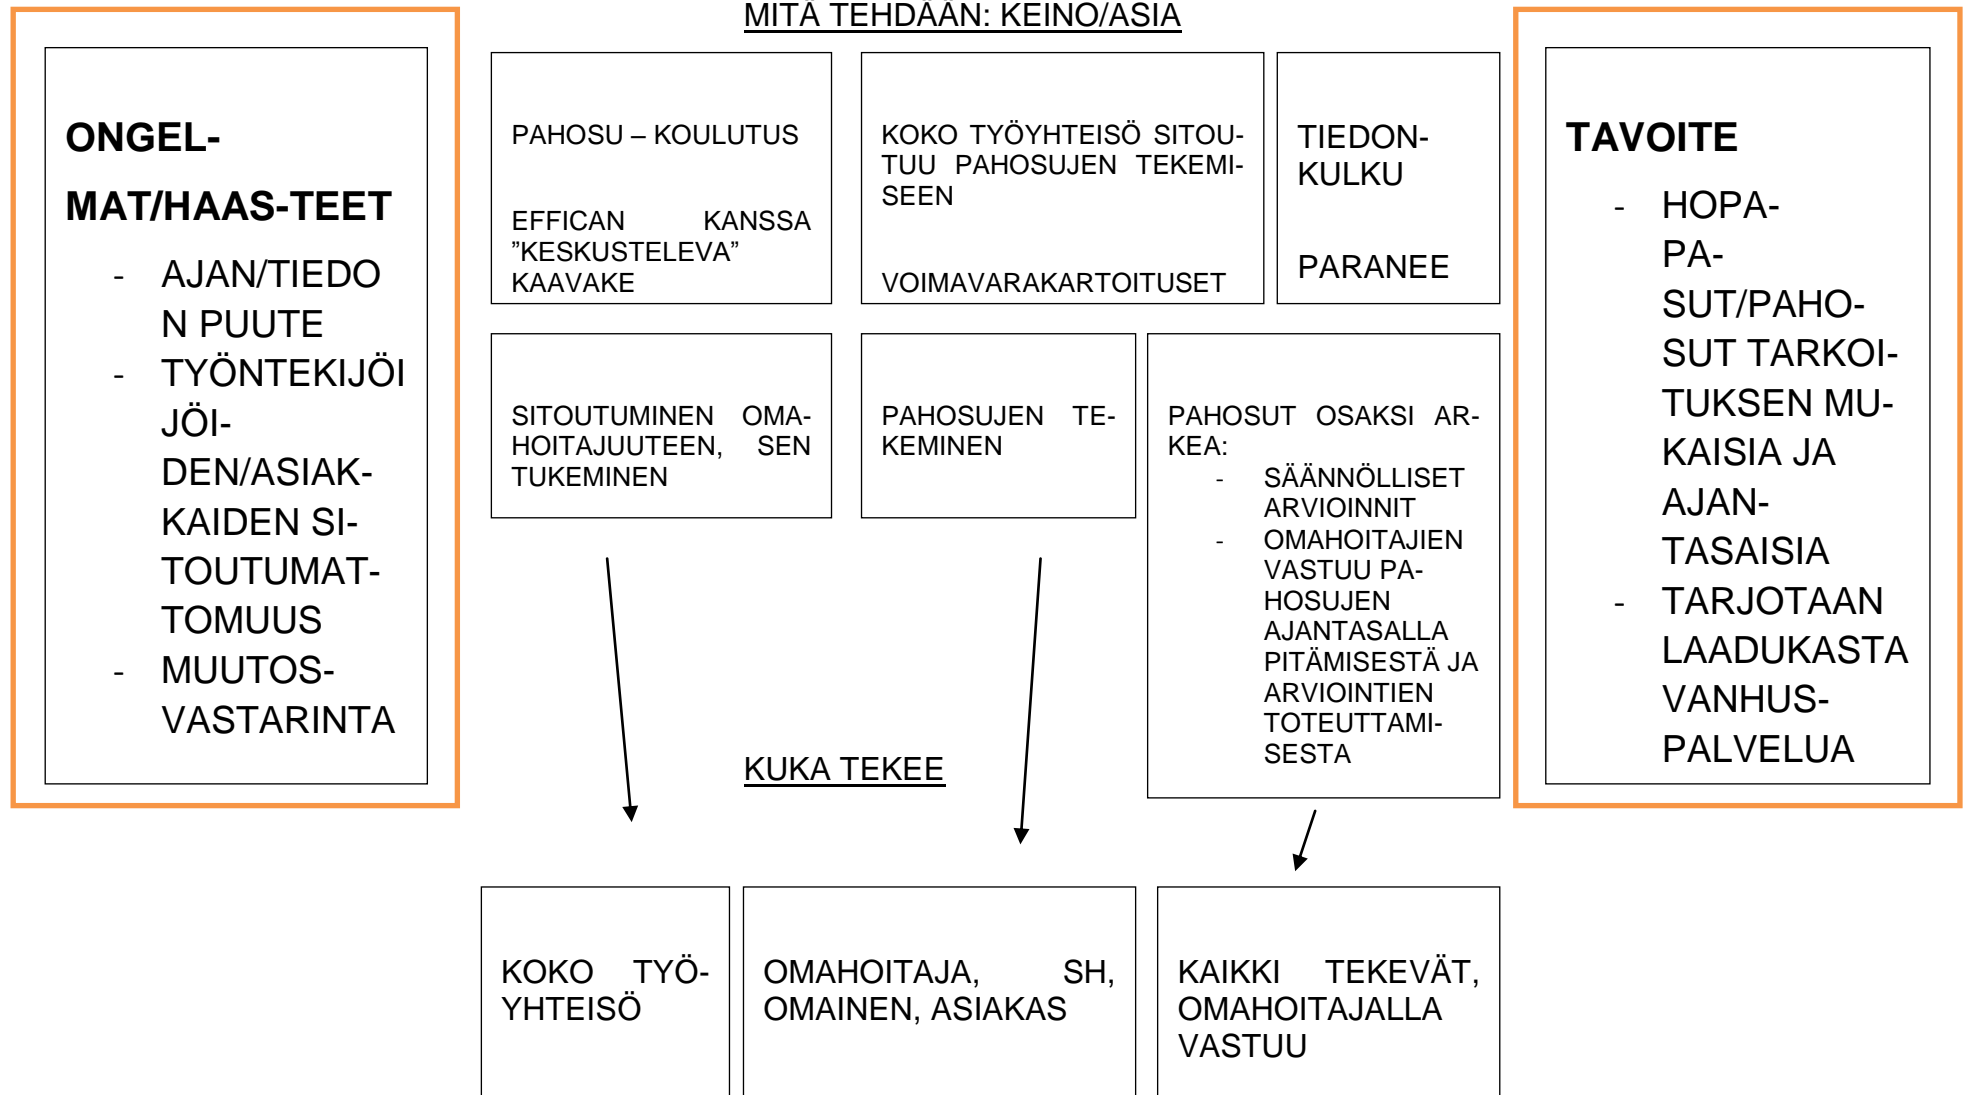 MITÄ TEHDÄÄN: KEINO/ASIA
ONGEL-
MAT/HAAS-TEET
- AJAN/TIEDO
N PUUTE
- TYÖNTEKIJÖI
JÖI-
DEN/ASIAK-
KAIDEN SI-
TOUTUMAT-
TOMUUS
- MUUTOS-
VASTARINTA
PAHOSU – KOULUTUS
EFFICAN KANSSA
”KESKUSTELEVA”
KAAVAKE
KOKO TYÖYHTEISÖ SITOU-
TUU PAHOSUJEN TEKEMI-
SEEN
VOIMAVARAKARTOITUSET
TIEDON-
KULKU
PARANEE
SITOUTUMINEN OMA-
HOITAJUUTEEN, SEN
TUKEMINEN
PAHOSUJEN TE-
KEMINEN
PAHOSUT OSAKSI AR-
KEA:
- SÄÄNNÖLLISET
ARVIOINNIT
- OMAHOITAJIEN
VASTUU PA-
HOSUJEN
AJANTASALLA
PITÄMISESTÄ JA
ARVIOINTIEN
TOTEUTTAMI-
SESTA
KUKA TEKEE
KOKO TYÖ-
YHTEISÖ
OMAHOITAJA, SH,
OMAINEN, ASIAKAS
KAIKKI TEKEVÄT,
OMAHOITAJALLA
VASTUU
TAVOITE
- HOPA-
PA-
SUT/PAHO-
SUT TARKOI-
TUKSEN MU-
KAISIA JA
AJAN-
TASAISIA
- TARJOTAAN
LAADUKASTA
VANHUS-
PALVELUA